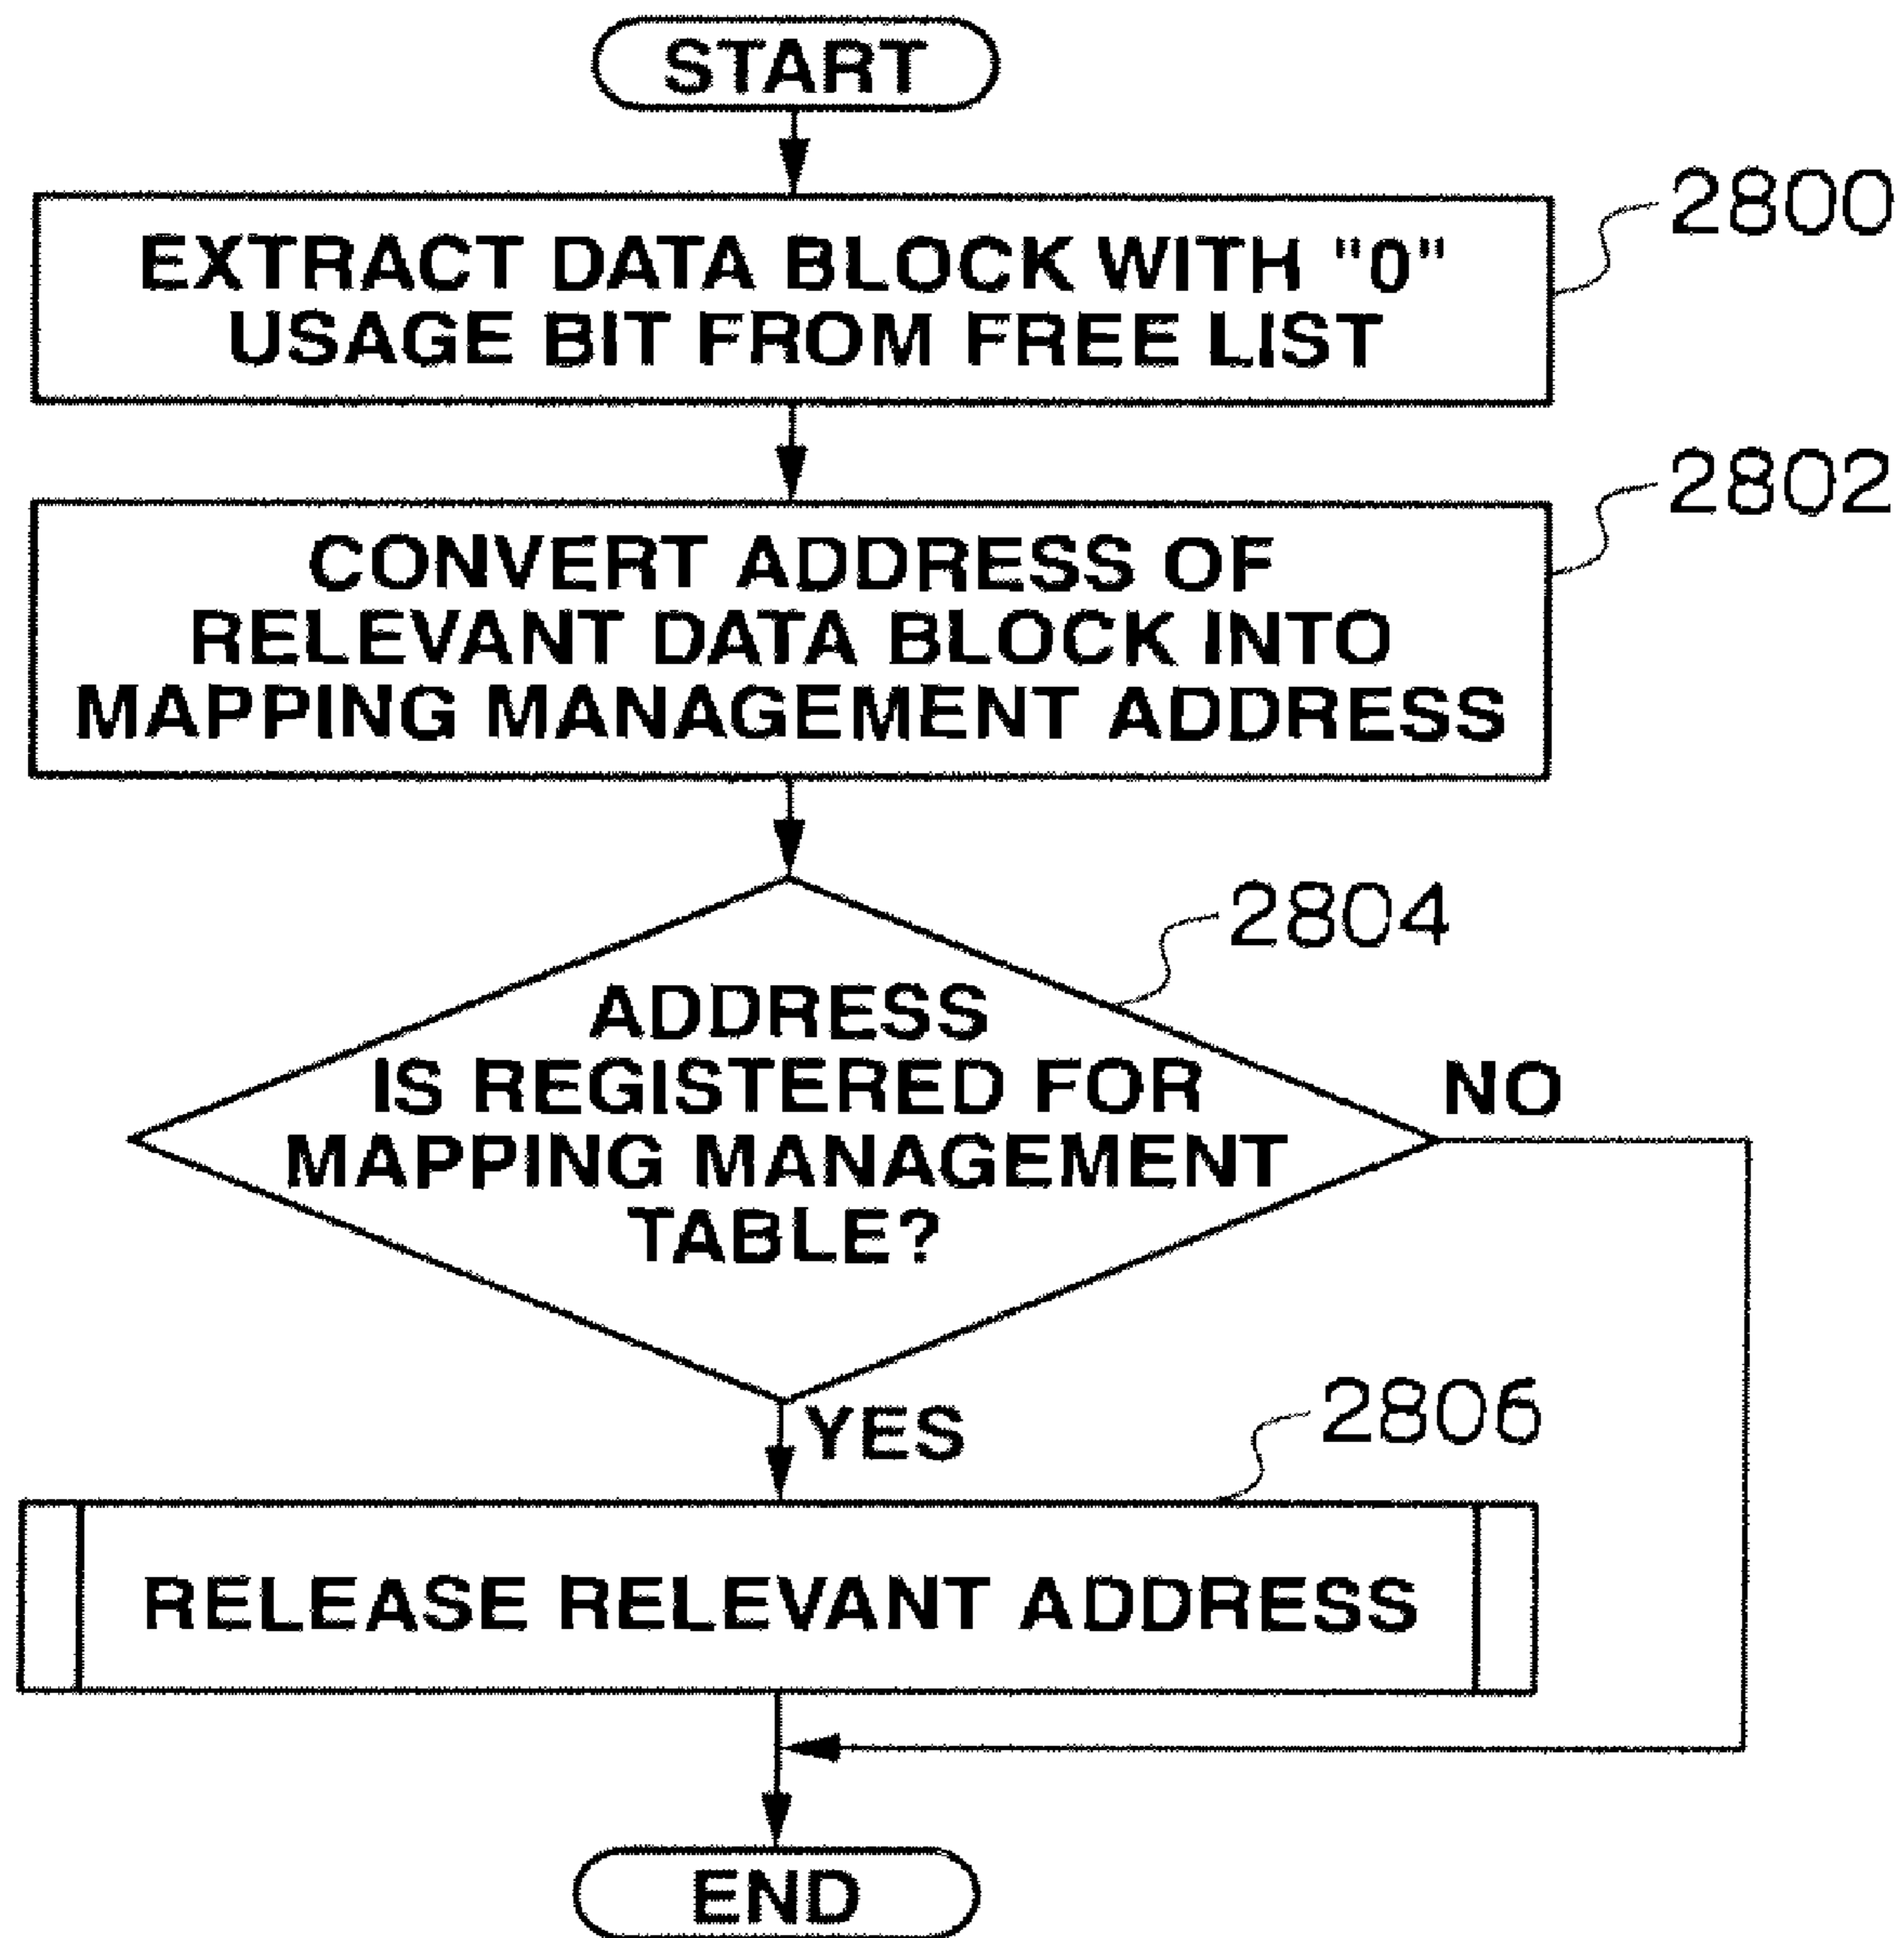 START
2800
EXTRACT DATA BLOCK WITH "0"
USAGE BIT FROM FREE LIST
2802
CONVERT ADDRESS OF
RELEVANT DATA BLOCK INTO
MAPPING MANAGEMENT ADDRESS
2804
ADDRESS
IS REGISTERED FOR
MAPPING MANAGEMENT
TABLE?
NO
YES
2806
RELEASE RELEVANT ADDRESS
END